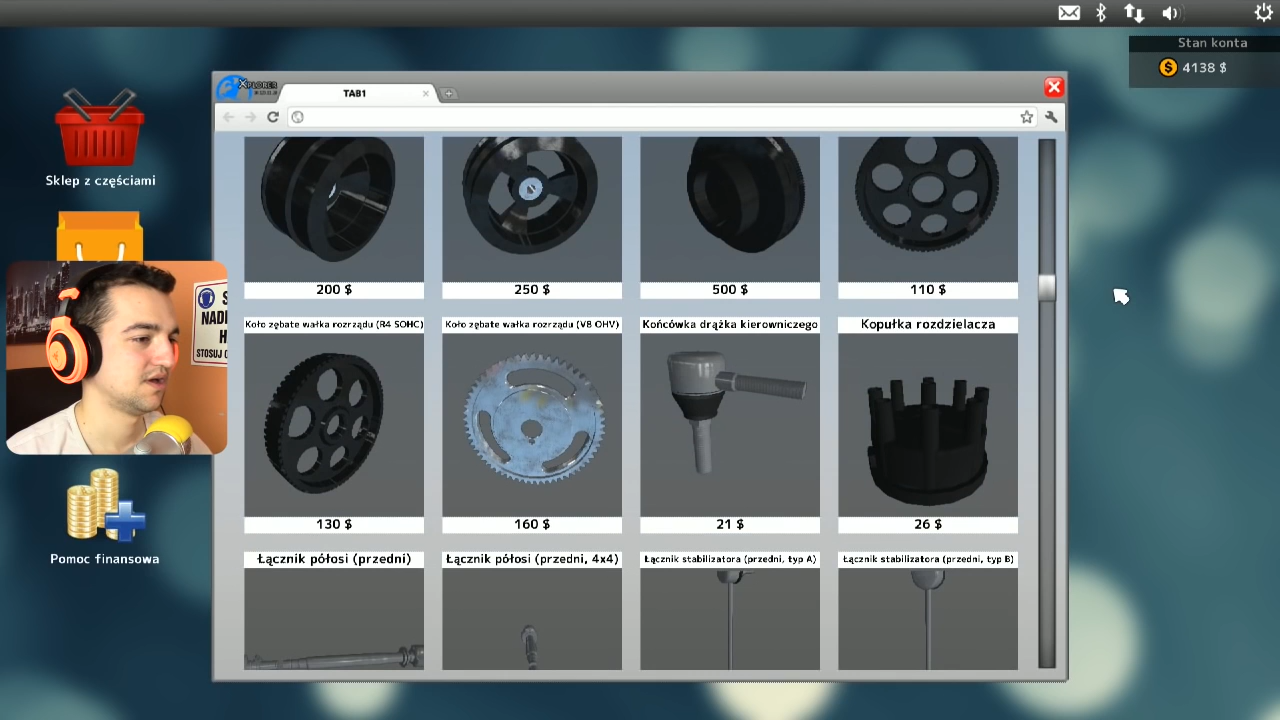 Stan konta
4138 $
XPLORER
TAB1
Sklep z częściami
200 $
250 $
500 $
110 $
Koło zębate wałka rozrządu (R4 SOHC)
Koło zębate wałka rozrządu (V8 OHV)
Końcówka drążka kierowniczego
Kopułka rozdzielacza
130 $
160 $
21 $
26 $
Pomoc finansowa
Łącznik półosi (przedni)
Łącznik półosi (przedni, 4x4)
Łącznik stabilizatora (przedni, typ A)
Łącznik stabilizatora (przedni, typ B)